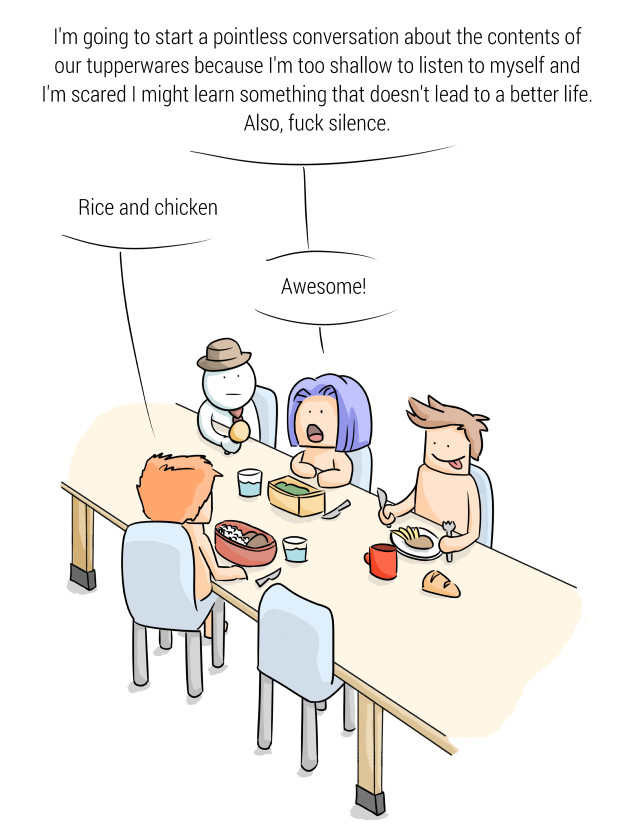 I'm going to start a pointless conversation about the contents of
our tupperwares because I'm too shallow to listen to myself and
I'm scared I might learn something that doesn't lead to a better life.
Also, fuck silence.
Rice and chicken
Awesome!